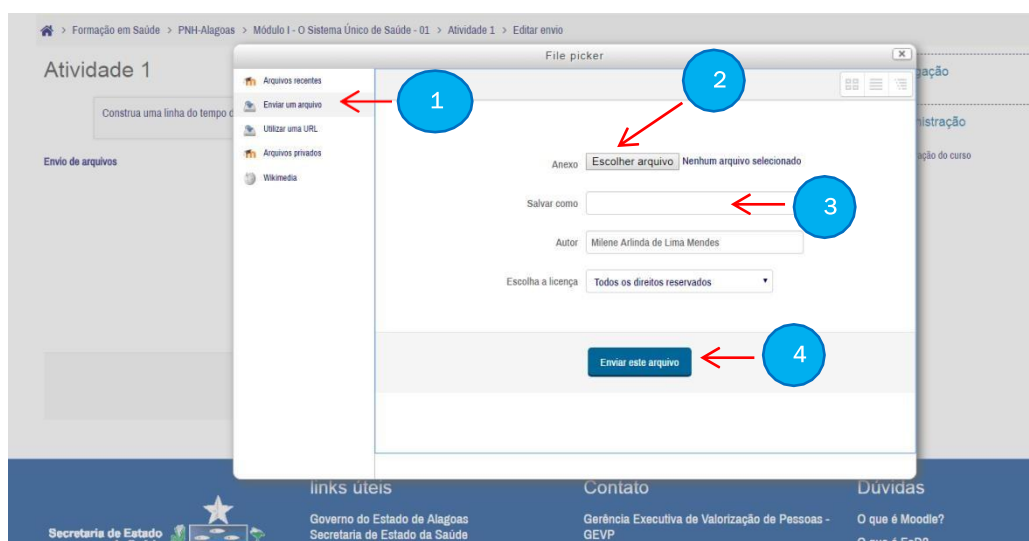 > Formação em Saúde > PNH-Alagoas > Módulo I - O Sistema Único de Saúde - 01 > Atividade 1 > Editar envio
File picker
Atividade 1
Construa uma linha do tempo
Envio de arquivos
Arquivos recentes
Enviar um arquivo
Utilizar uma URL
Arquivos privados
Wikimedia
1
2
Anexo Escolher arquivo Nenhum arquivo selecionado
Salvar como
3
Autor Milene Arlinda de Lima Mendes
Escolha a licença Todos os direitos reservados
Enviar este arquivo
4
do curso
links úteis
Governo do Estado de Alagoas
Secretaria de Estado da Saúde
Contato
Gerência Executiva de Valorização de Pessoas -
GEVP
Dúvidas
O que é Moodle?
O que é EaD?
Secretaria de Estado